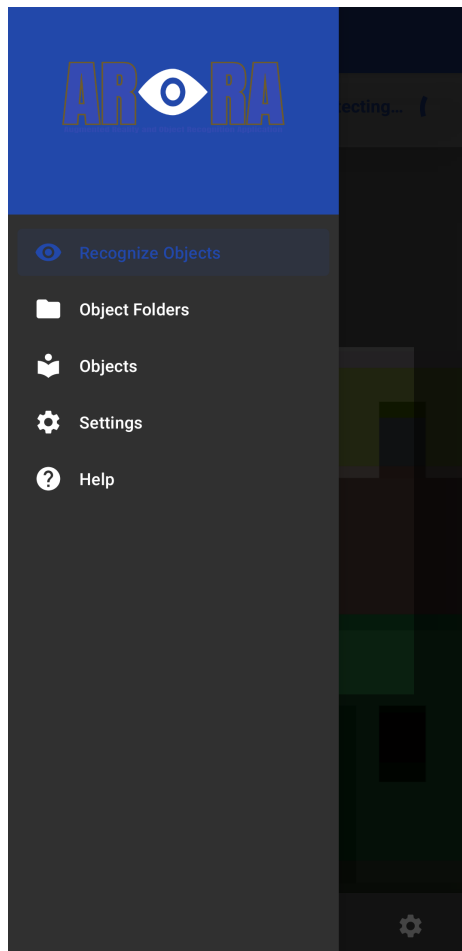 AR RA
ecting...
Recognize Objects
Object Folders
Objects
Settings
Help